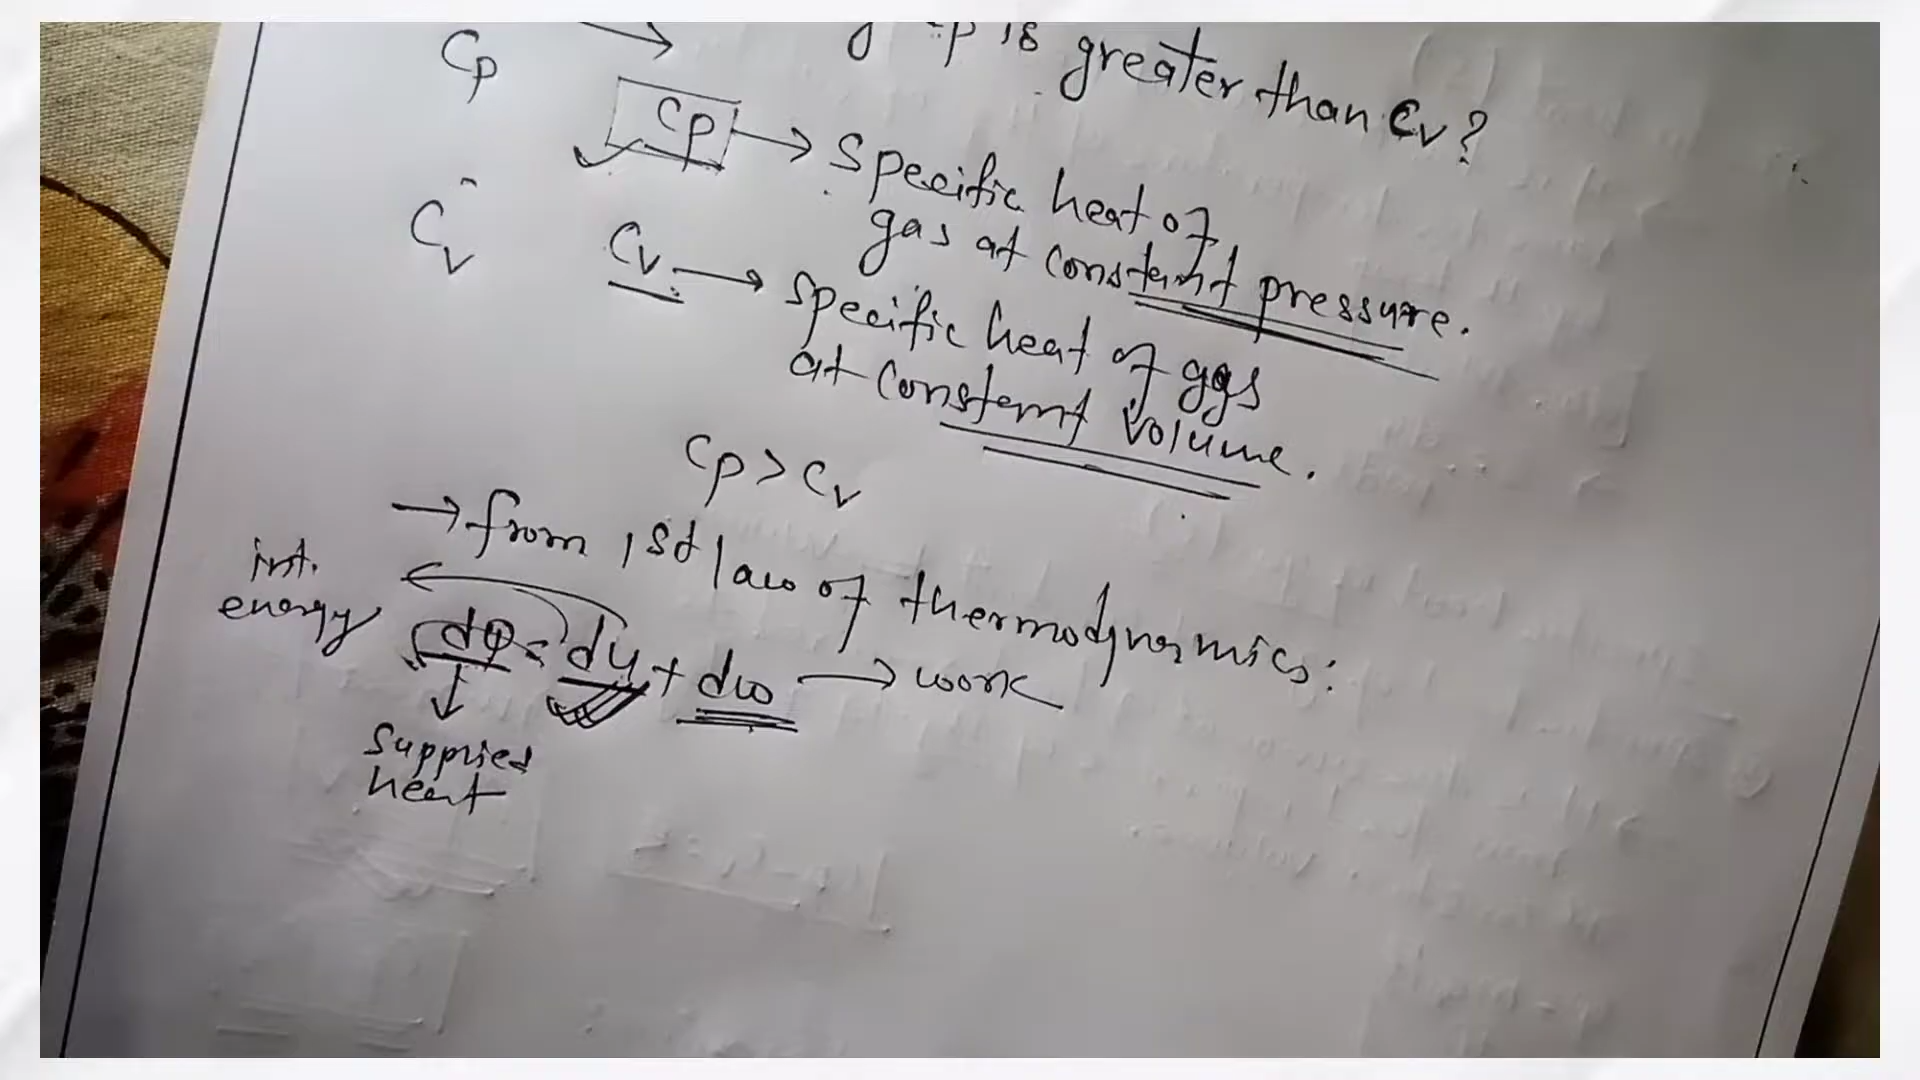 Cp → is greater than Cv?
Cp → Specific heat of
gas at constant pressure.
Cv
Cv → Specific heat of gas
at constant volume.
Cp > Cv
→ from 1st law of thermodynamics:
int.
energy
dQ = du + dw → work
↓
Supplied
heat